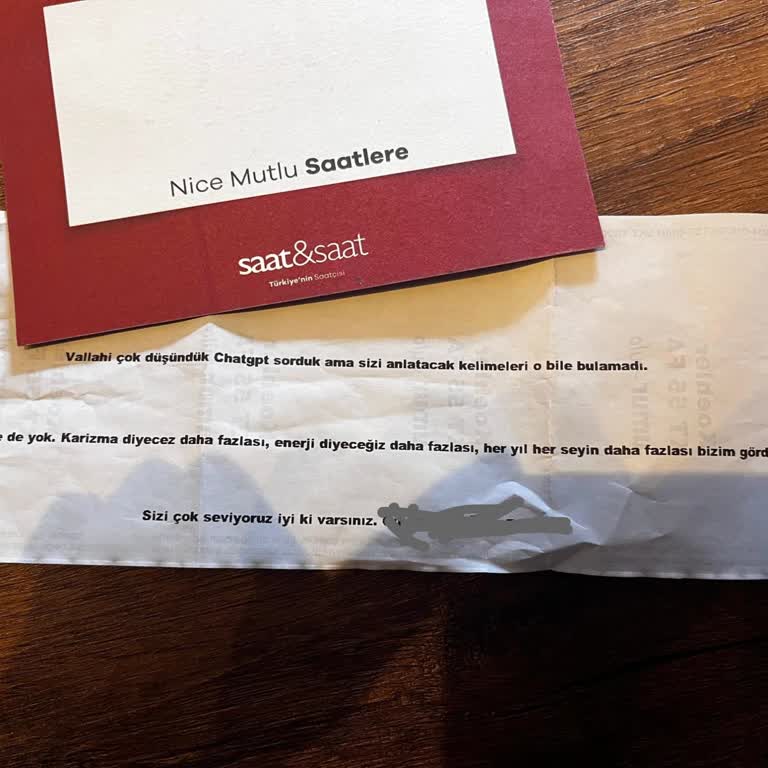 Nice Mutlu Saatlere
saat&saat
Türkiye'nin Saatçisi
Vallahi çok düşündük Chatgpt sorduk ama sizi anlatacak kelimeleri o bile bulamadı.
de yok. Karizma diyecez daha fazlası, enerji diyeceğiz daha fazlası, her yıl her seyin daha fazlası bizim görd
Sizi çok seviyoruz iyi ki varsınız.